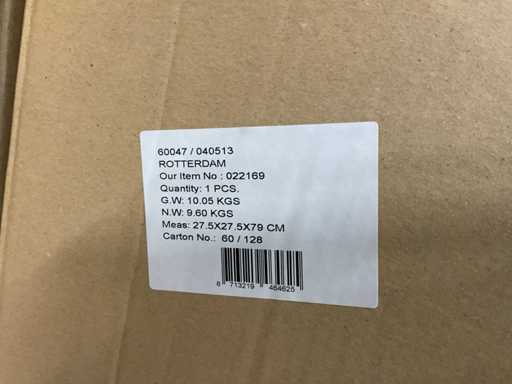 60047 / 040513
ROTTERDAM
Our Item No : 022169
Quantity: 1 PCS.
G.W: 10.05 KGS
N.W: 9.60 KGS
Meas: 27.5X27.5X79 CM
Carton No.: 60 / 128
8 713219 464625